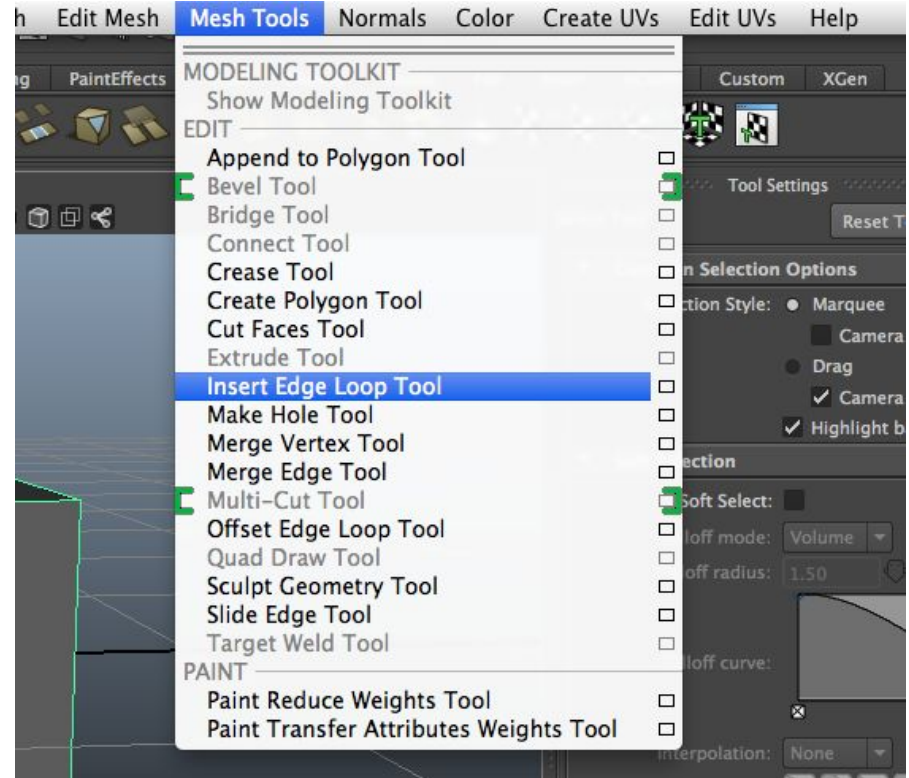 h Edit Mesh Mesh Tools Normals Color Create UVs Edit UVs Help
ng PaintEffects Custom XGen
MODELING TOOLKIT
Show Modeling Toolkit
EDIT
Append to Polygon Tool
Bevel Tool
Tool Settings
Bridge Tool
Reset T
Connect Tool
Crease Tool
n Selection Options
Create Polygon Tool
ction Style: Marquee
Cut Faces Tool
Camera
Extrude Tool
Drag
Insert Edge Loop Tool
Camera
Make Hole Tool
Highlight b
Merge Vertex Tool
Merge Edge Tool
ection
Multi-Cut Tool
Soft Select:
Offset Edge Loop Tool
loff mode: Volume
Quad Draw Tool
off radius: 1.50
Sculpt Geometry Tool
Slide Edge Tool
Target Weld Tool
lloff curve:
PAINT
Paint Reduce Weights Tool
Paint Transfer Attributes Weights Tool
Interpolation: None